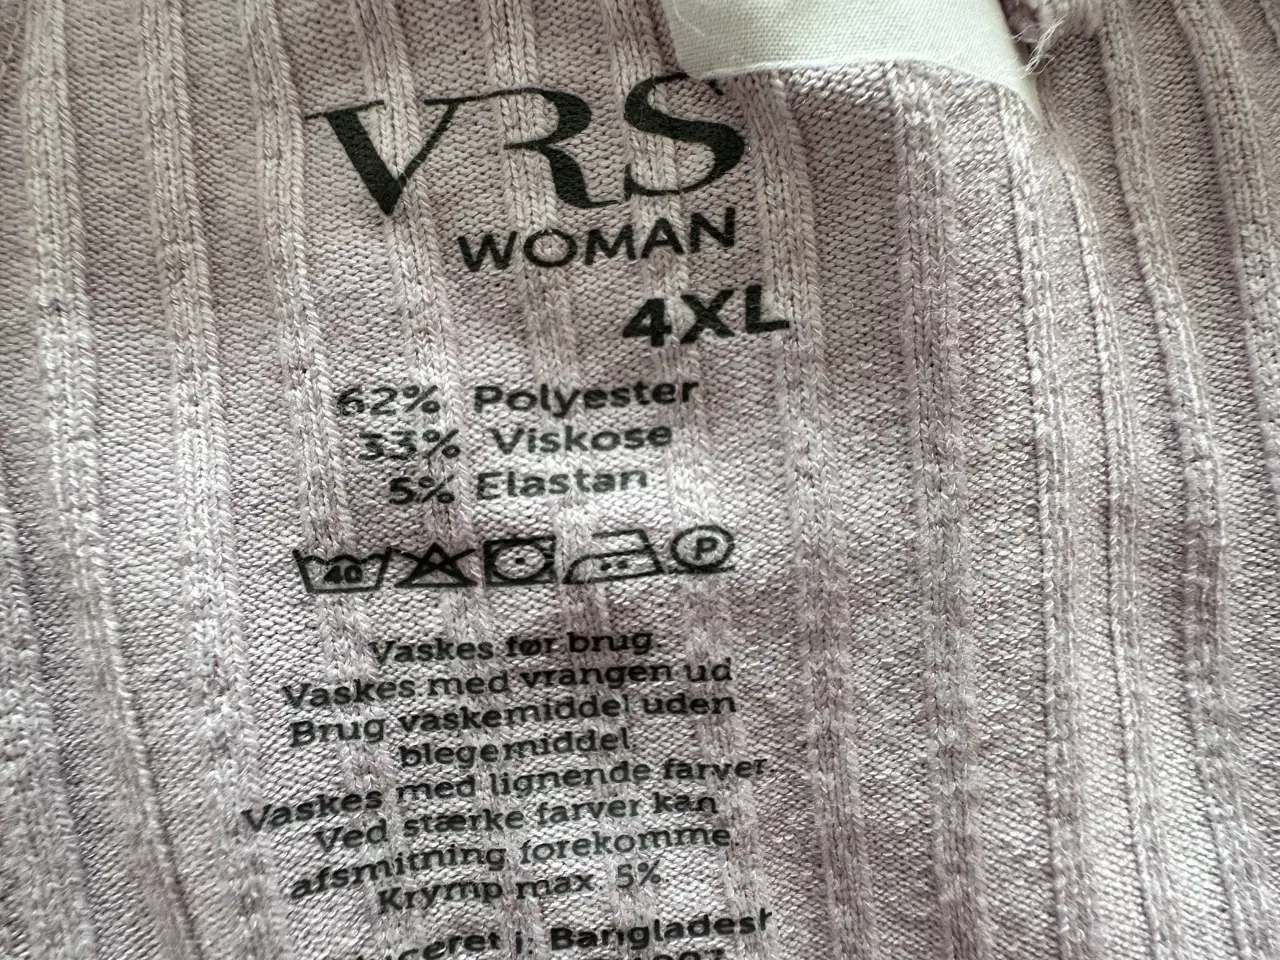 VRS
WOMAN
4XL
62% Polyester
33% Viskose
5% Elastan
40 P
Vaskes før brug.
Vaskes med vrangen ud
Brug vaskemiddel uden
blegemiddel.
Vaskes med lignende farver.
Ved stærke farver kan
afsmitning forekomme.
Krymp max. 5%
i: Bangladesh